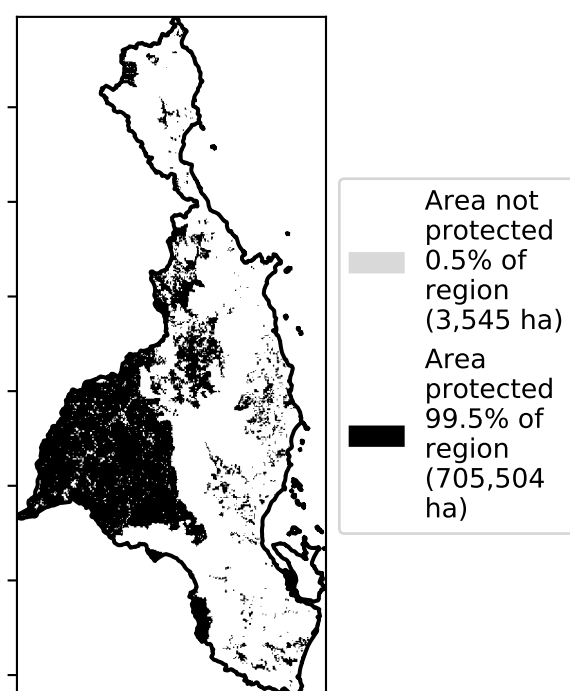 Area not
protected
0.5% of
region
(3,545 ha)
Area
protected
99.5% of
region
(705,504
ha)